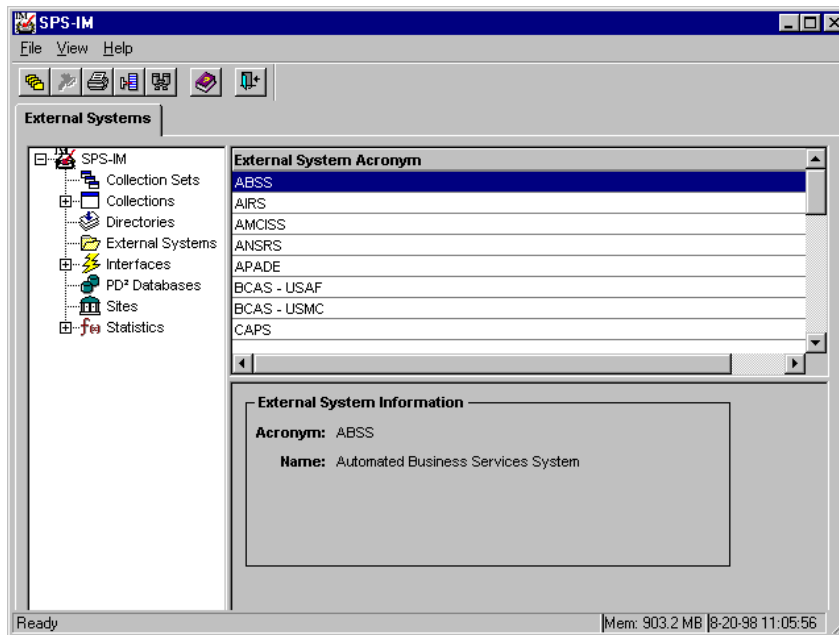 SPS-IM
File View Help
External Systems
SPS-IM
Collection Sets
Collections
Directories
External Systems
Interfaces
PD² Databases
Sites
Statistics
External System Acronym
ABSS
AIRS
AMCISS
ANSRS
APADE
BCAS - USAF
BCAS - USMC
CAPS
External System Information
Acronym: ABSS
Name: Automated Business Services System
Ready
Mem: 903.2 MB 8-20-98 11:05:56